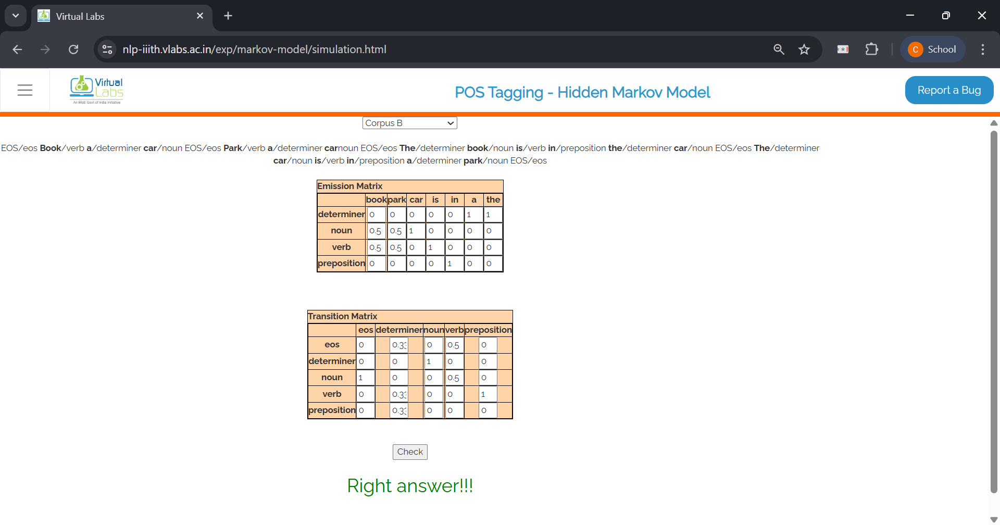 Virtual Labs
nlp-iiith.vlabs.ac.in/exp/markov-model/simulation.html
C School
Virtual
Labs
An MoE Govt of India Initiative
POS Tagging - Hidden Markov Model
Report a Bug
Corpus B
EOS/eos Book/verb a/determiner car/noun EOS/eos Park/verb a/determiner carnoun EOS/eos The/determiner book/noun is/verb in/preposition the/determiner car/noun EOS/eos The/determiner
car/noun is/verb in/preposition a/determiner park/noun EOS/eos
Emission Matrix
book park car is in a the
determiner 0 0 0 0 0 1 1
noun 0.5 0.5 1 0 0 0 0
verb 0.5 0.5 0 1 0 0 0
preposition 0 0 0 0 1 0 0
Transition Matrix
eos determiner noun verb preposition
eos 0 0.33 0 0.5 0
determiner 0 0 1 0 0
noun 1 0 0 0.5 0
verb 0 0.33 0 0 1
preposition 0 0.33 0 0 0
Check
Right answer!!!